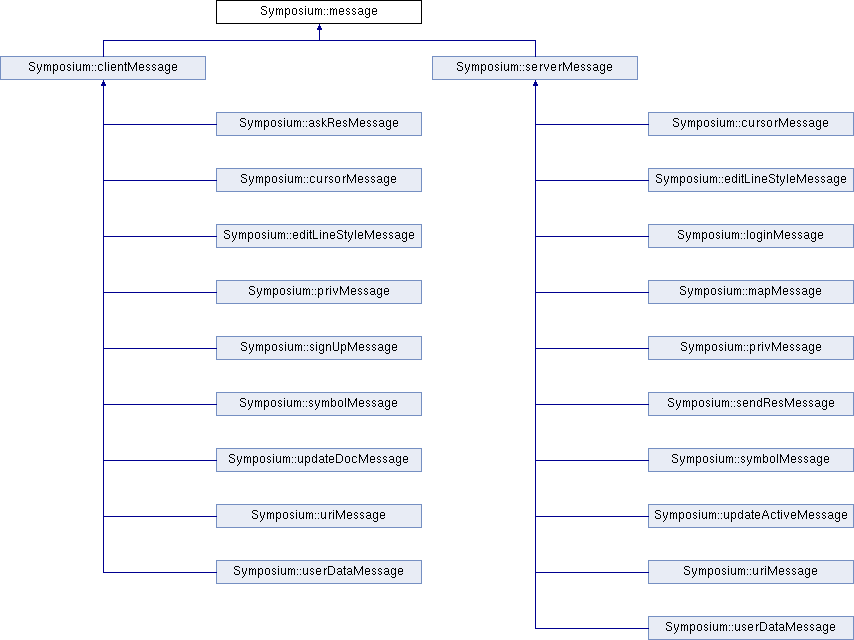 Symposium::message
Symposium::clientMessage
Symposium::serverMessage
Symposium::askResMessage
Symposium::cursorMessage
Symposium::cursorMessage
Symposium::editLineStyleMessage
Symposium::editLineStyleMessage
Symposium::loginMessage
Symposium::privMessage
Symposium::mapMessage
Symposium::signUpMessage
Symposium::privMessage
Symposium::symbolMessage
Symposium::sendResMessage
Symposium::updateDocMessage
Symposium::symbolMessage
Symposium::uriMessage
Symposium::updateActiveMessage
Symposium::userDataMessage
Symposium::uriMessage
Symposium::userDataMessage